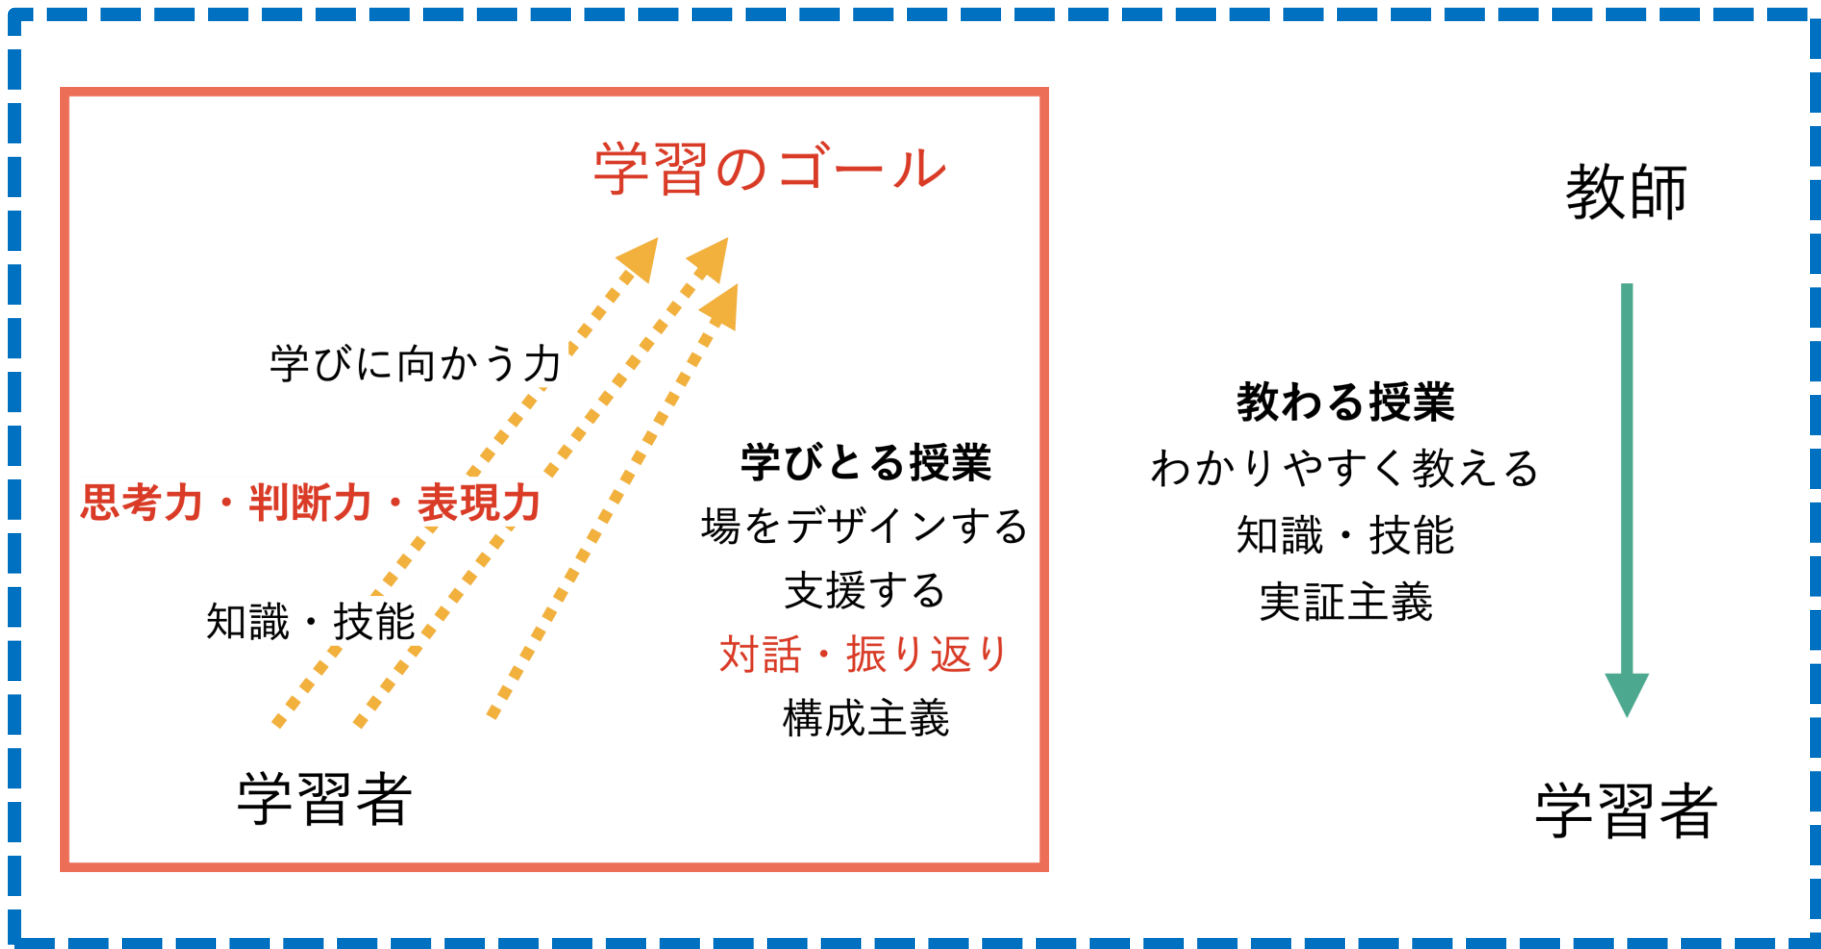 学習のゴール
学びに向かう力
思考力・判断力・表現力
知識・技能
学習者
学びとる授業
場をデザインする
支援する
対話・振り返り
構成主義
教師
教わる授業
わかりやすく教える
知識・技能
実証主義
学習者